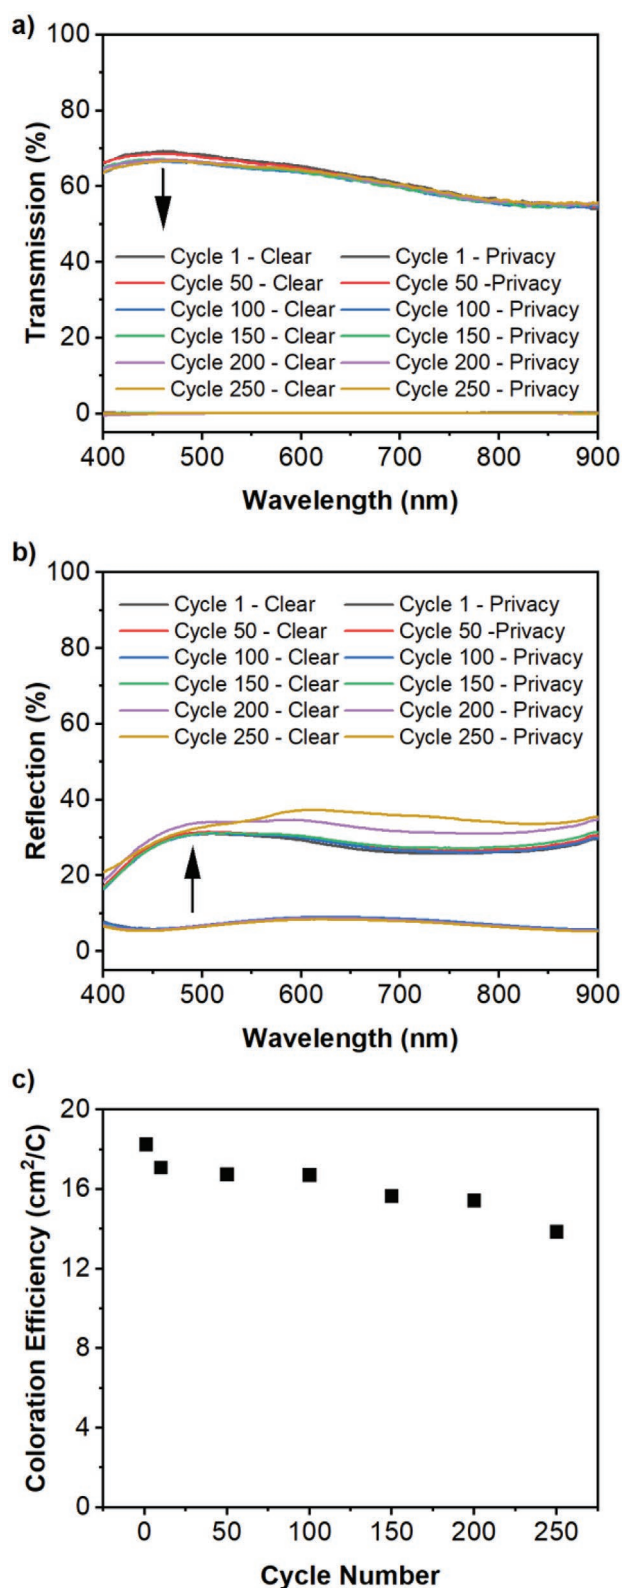 a)
100
80
60
40
20
0
Transmission (%)
Cycle 1 - Clear Cycle 1 - Privacy
Cycle 50 - Clear Cycle 50 -Privacy
Cycle 100 - Clear Cycle 100 - Privacy
Cycle 150 - Clear Cycle 150 - Privacy
Cycle 200 - Clear Cycle 200 - Privacy
Cycle 250 - Clear Cycle 250 - Privacy
400 500 600 700 800 900
Wavelength (nm)
b)
100
80
60
40
20
0
Reflection (%)
Cycle 1 - Clear Cycle 1 - Privacy
Cycle 50 - Clear Cycle 50 -Privacy
Cycle 100 - Clear Cycle 100 - Privacy
Cycle 150 - Clear Cycle 150 - Privacy
Cycle 200 - Clear Cycle 200 - Privacy
Cycle 250 - Clear Cycle 250 - Privacy
400 500 600 700 800 900
Wavelength (nm)
c)
20
16
12
8
4
0
Coloration Efficiency (cm²/C)
0 50 100 150 200 250
Cycle Number